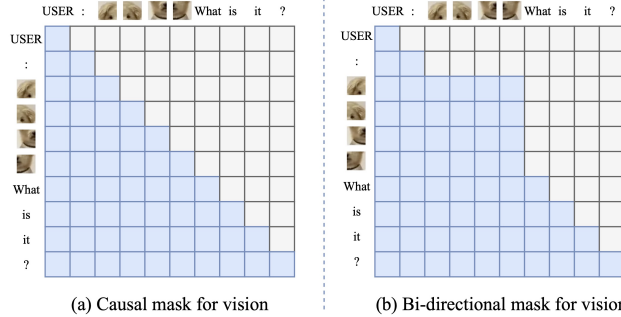 USER : What is it ? USER : What is it ?
USER USER
: :
What What
is is
it it
? ?
(a) Causal mask for vision (b) Bi-directional mask for vision